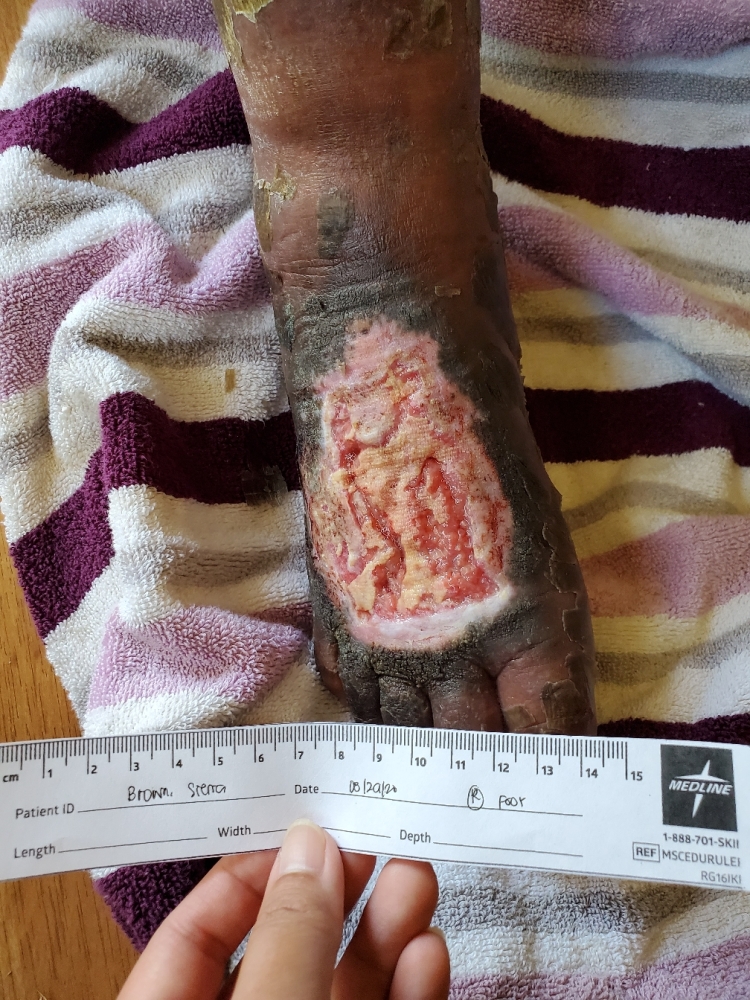 cm 1 2 3 4 5 6 7 8 9 10 11 12 13 14 15
Patient ID Brown, Sierra Date 08/20/20 Ⓡ FOOT
Length Width Depth
MEDLINE
1-888-701-SKII
REF MSCEDURULEI
RG16IKI